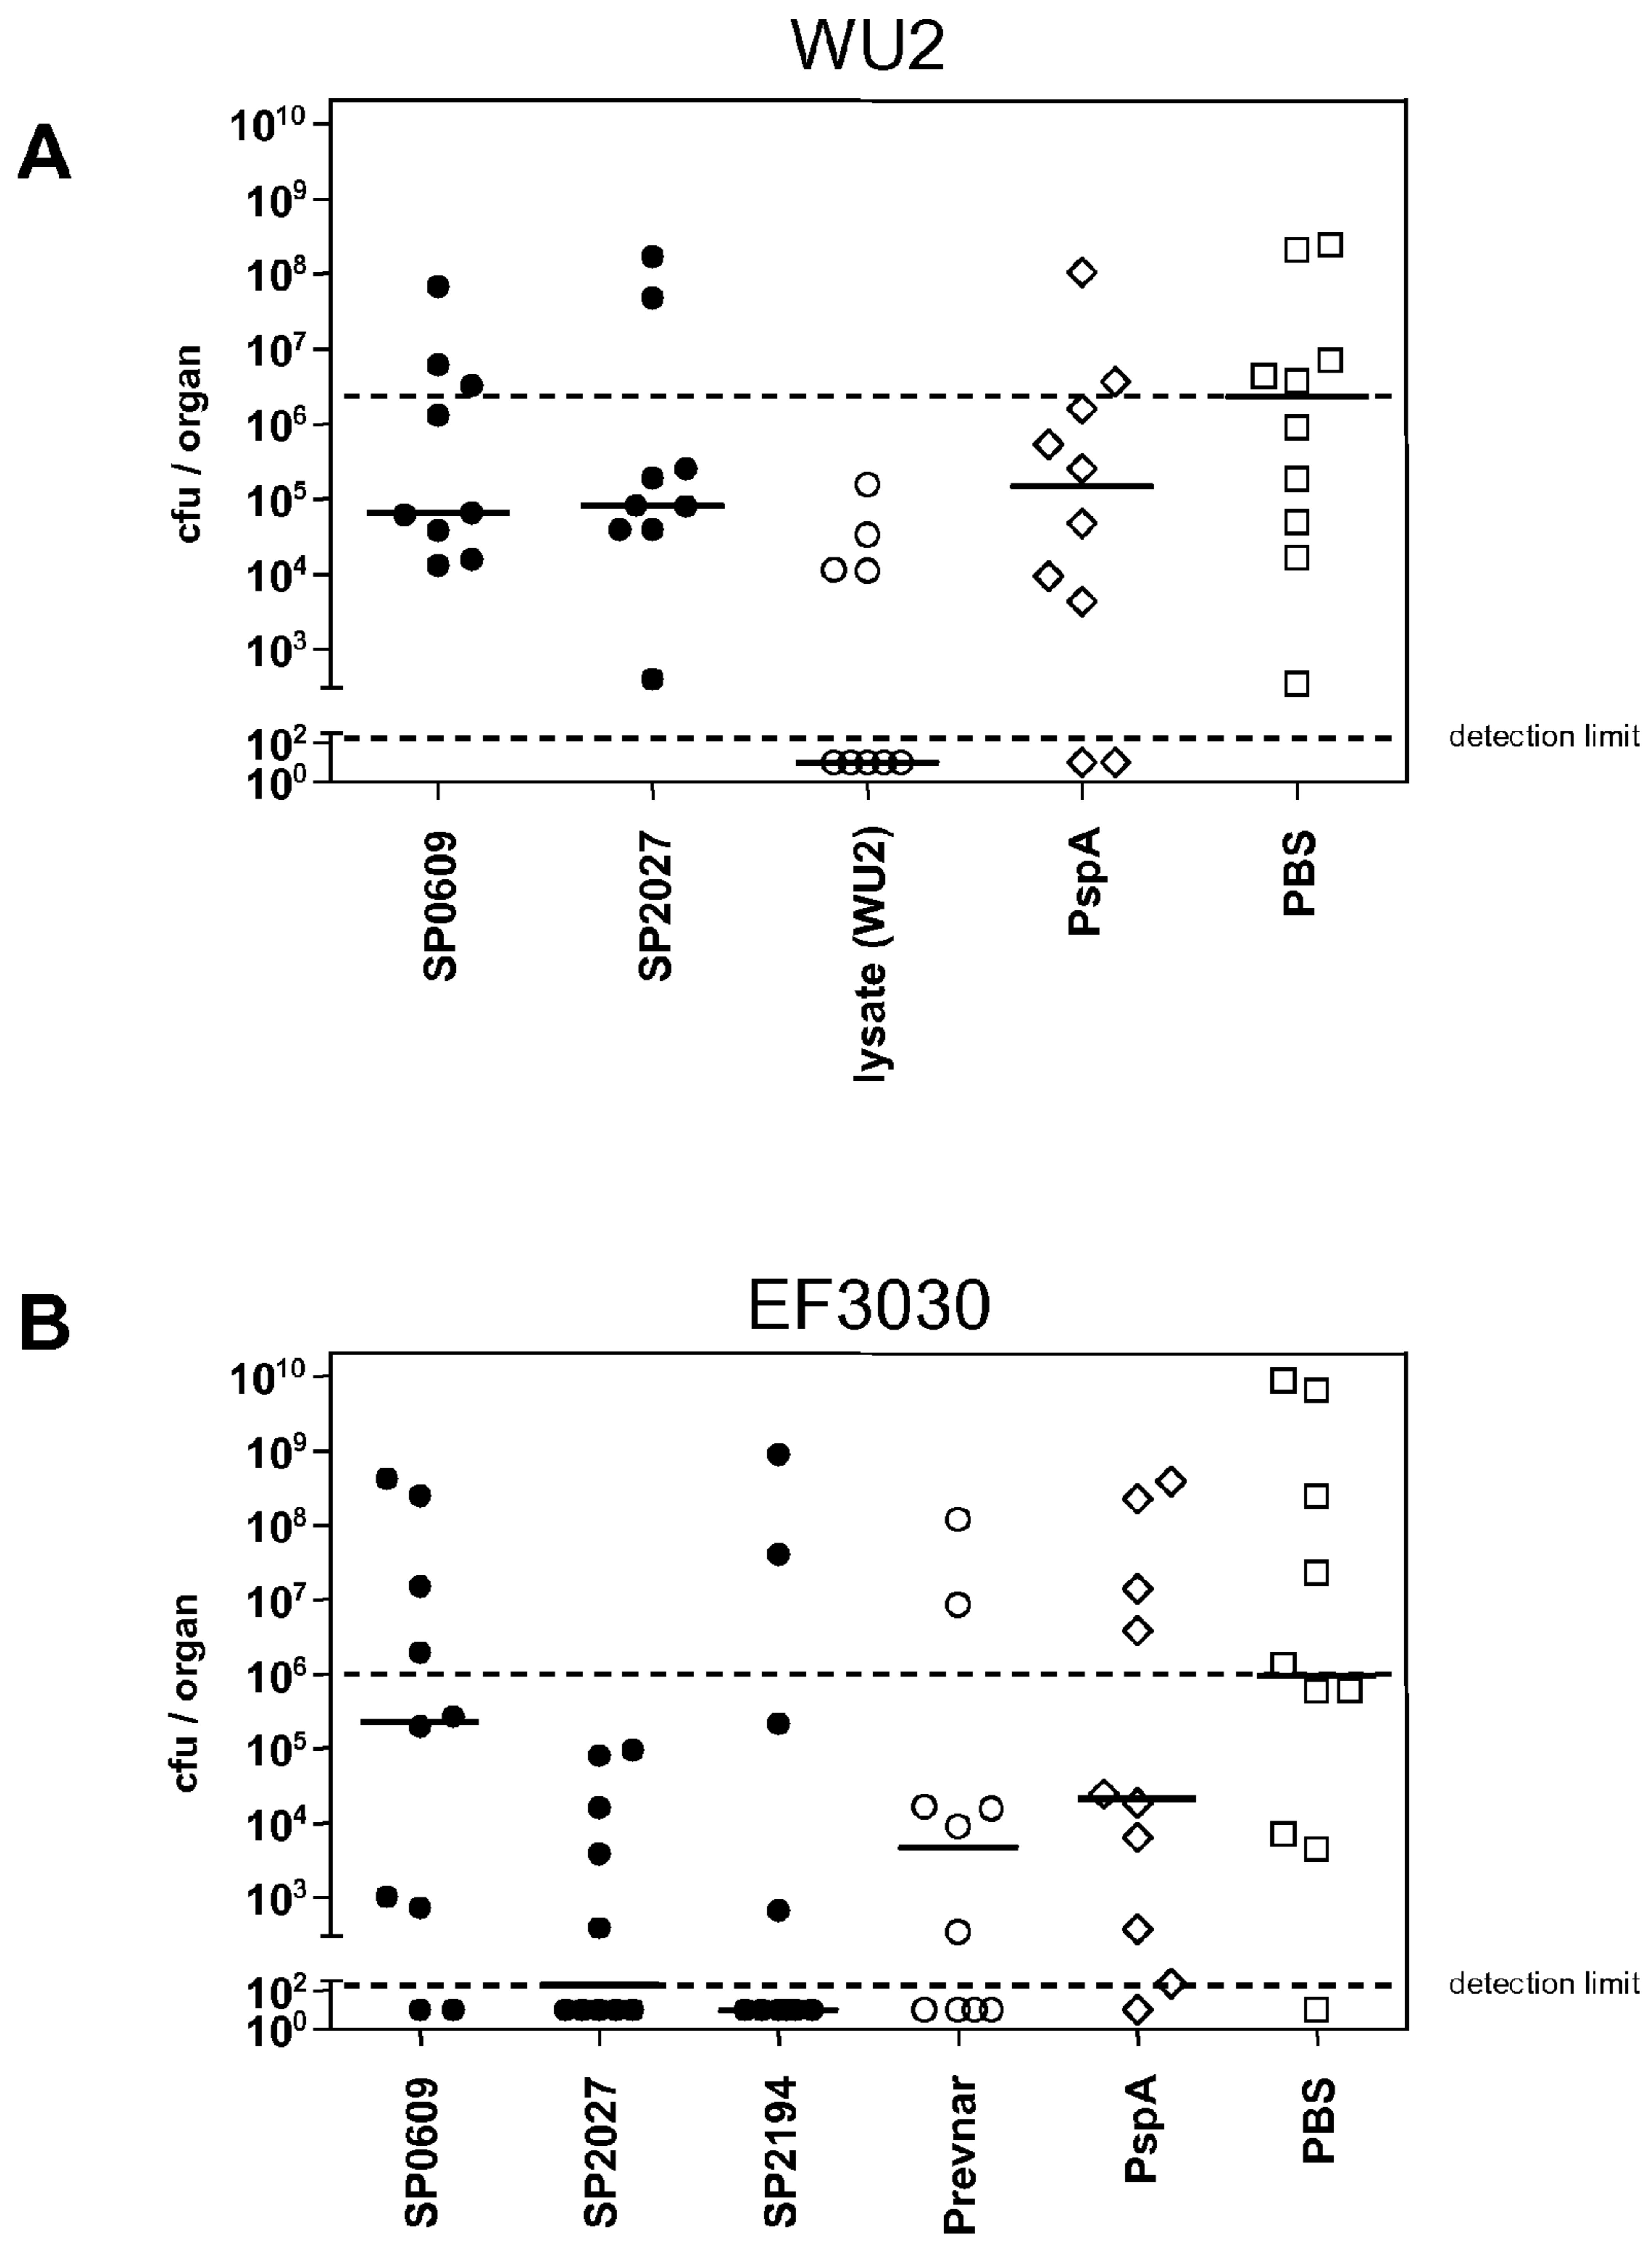 WU2
A
10^10
10^9
10^8
10^7
10^6
10^5
10^4
10^3
10^2
10^0
cfu / organ
detection limit
SP0609
SP2027
lysate (WU2)
PspA
PBS
EF3030
B
10^10
10^9
10^8
10^7
10^6
10^5
10^4
10^3
10^2
10^0
cfu / organ
detection limit
SP0609
SP2027
SP2194
Prevnar
PspA
PBS